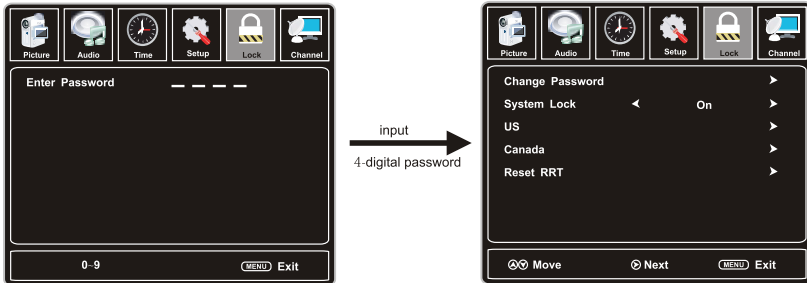 Picture Audio Time Setup Lock Channel
Enter Password _ _ _ _
0~9 MENU Exit
input
4-digital password
Picture Audio Time Setup Lock Channel
Change Password
System Lock On
US
Canada
Reset RRT
Move Next MENU Exit